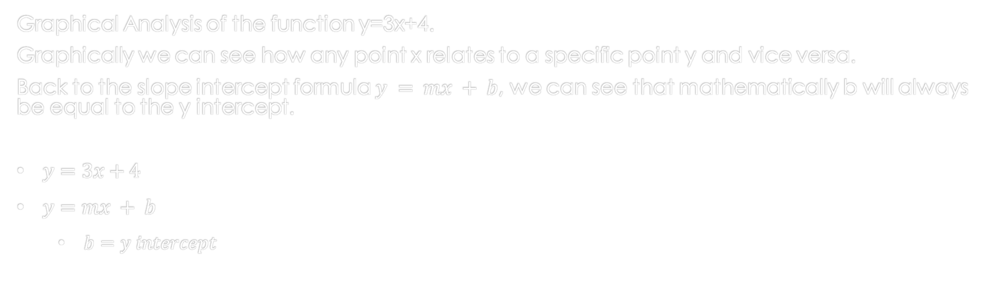 Graphical Analysis of the function y=3x+4.
Graphically we can see how any point x relates to a specific point y and vice versa.
Back to the slope intercept formula y = mx + b, we can see that mathematically b will always
be equal to the y intercept.
• y = 3x + 4
• y = mx + b
• b = y intercept